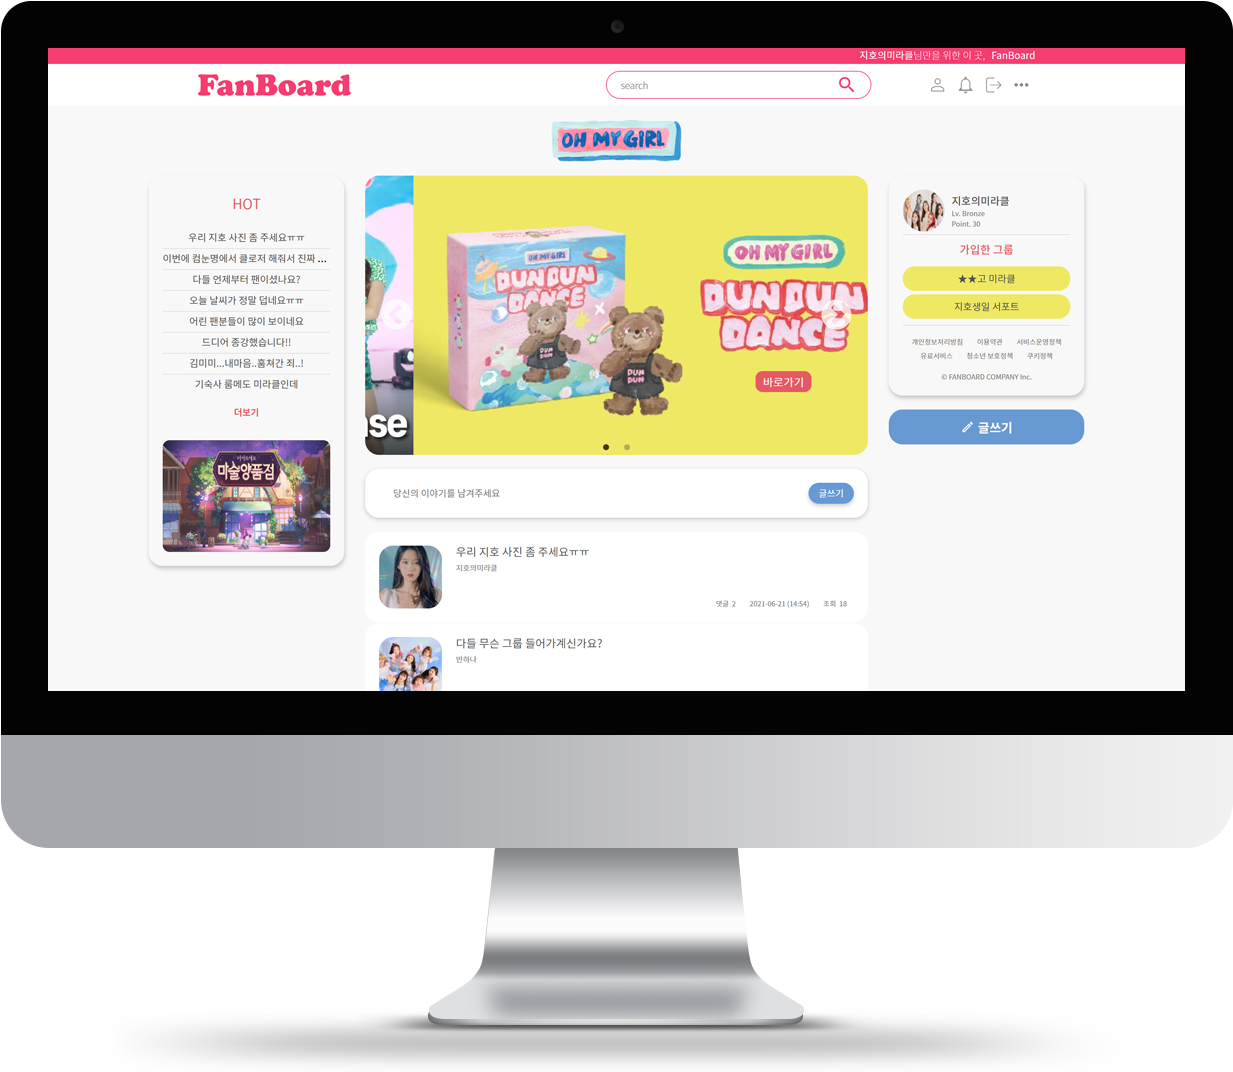 지호의미라클님만을 위한 이 곳, FanBoard
FanBoard
search
OH MY GIRL
HOT
우리 지호 사진 좀 주세요ㅠㅠ
이번에 컴눈명에서 클로저 해줘서 진짜 ...
다들 언제부터 팬이셨나요?
오늘 날씨가 정말 덥네요ㅠㅠ
어린 팬분들이 많이 보이네요
드디어 종강했습니다!!
김미미...내마음..훔쳐간 죄..!
기숙사 룸메도 미라클인데
더보기
마술양품점
se
OH MY GIRL
DUN DUN
DANCE
DUN
DUN
DUN
DUN
OH MY GIRL
DUN DUN
DANCE
바로가기
당신의 이야기를 남겨주세요
글쓰기
우리 지호 사진 좀 주세요ㅠㅠ
지호의미라클
댓글 2 2021-06-21 (14:54) 조회 18
다들 무슨 그룹 들어가계신가요?
반하나
지호의미라클
Lv. Bronze
Point. 30
가입한 그룹
★★고 미라클
지호생일 서포트
개인정보처리방침 이용약관 서비스운영정책
유료서비스 청소년 보호정책 쿠키정책
© FANBOARD COMPANY Inc.
글쓰기